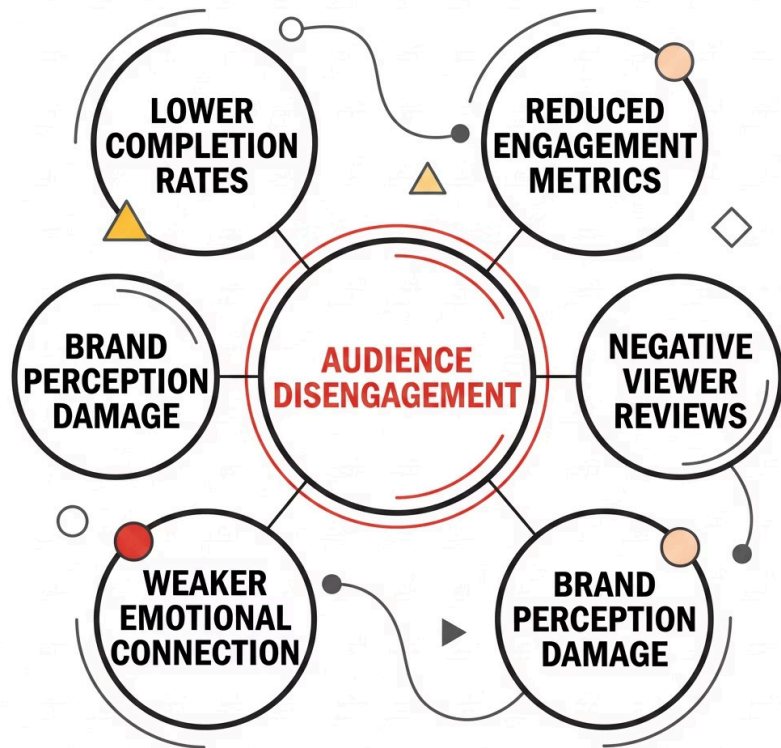 LOWER
COMPLETION
RATES
REDUCED
ENGAGEMENT
METRICS
BRAND
PERCEPTION
DAMAGE
AUDIENCE
DISENGAGEMENT
NEGATIVE
VIEWER
REVIEWS
WEAKER
EMOTIONAL
CONNECTION
BRAND
PERCEPTION
DAMAGE